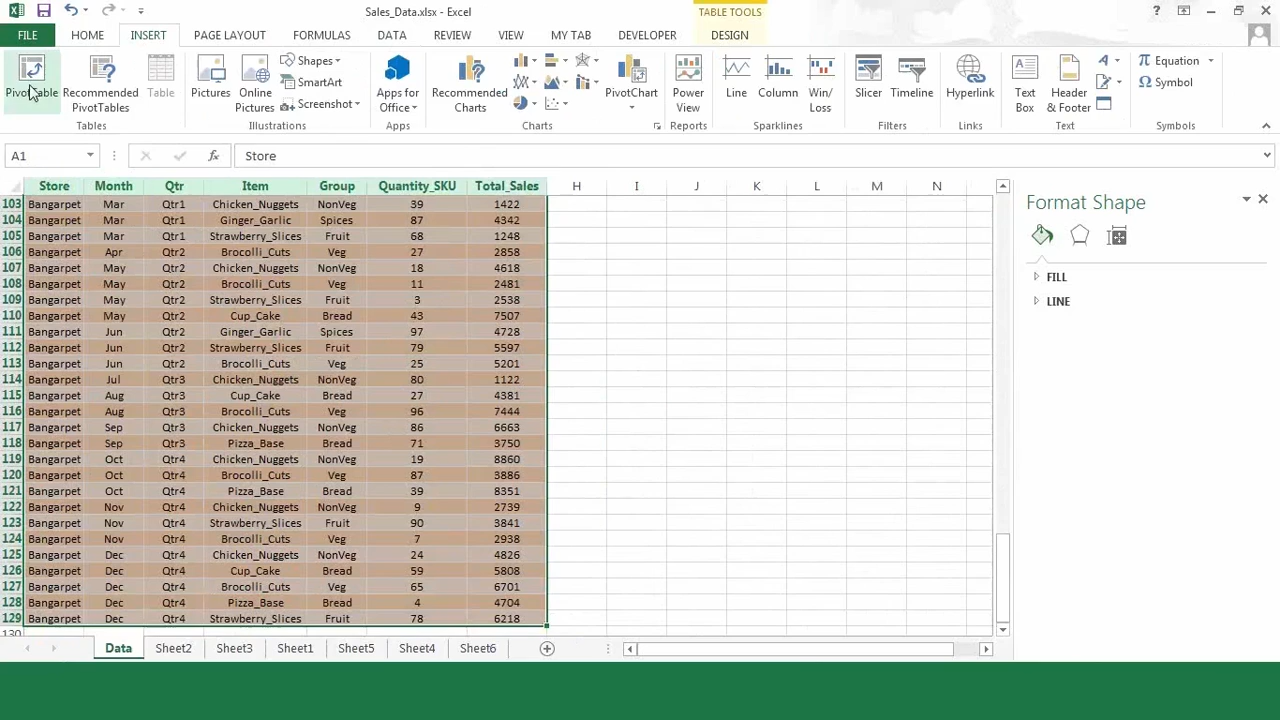 Sales_Data.xlsx - Excel
TABLE TOOLS
?
FILE HOME INSERT PAGE LAYOUT FORMULAS DATA REVIEW VIEW MY TAB DEVELOPER DESIGN
PivotTable
Recommended
PivotTables
Table
Tables
Pictures
Online
Pictures
Shapes
SmartArt
Screenshot
Illustrations
Apps for
Office
Apps
Recommended
Charts
PivotChart
Charts
Power
View
Reports
Line
Column
Win/
Loss
Sparklines
Slicer
Timeline
Filters
Hyperlink
Links
Text
Box
Header
& Footer
Text
Equation
Symbol
Symbols
A1 fx Store
Store Month Qtr Item Group Quantity_SKU Total_Sales H I J K L M N
103 Bangarpet Mar Qtr1 Chicken_Nuggets NonVeg 39 1422
104 Bangarpet Mar Qtr1 Ginger_Garlic Spices 87 4342
105 Bangarpet Mar Qtr1 Strawberry_Slices Fruit 68 1248
106 Bangarpet Apr Qtr2 Brocolli_Cuts Veg 27 2858
107 Bangarpet May Qtr2 Chicken_Nuggets NonVeg 18 4618
108 Bangarpet May Qtr2 Brocolli_Cuts Veg 11 2481
109 Bangarpet May Qtr2 Strawberry_Slices Fruit 3 2538
110 Bangarpet May Qtr2 Cup_Cake Bread 43 7507
111 Bangarpet Jun Qtr2 Ginger_Garlic Spices 97 4728
112 Bangarpet Jun Qtr2 Strawberry_Slices Fruit 79 5597
113 Bangarpet Jun Qtr2 Brocolli_Cuts Veg 25 5201
114 Bangarpet Jul Qtr3 Chicken_Nuggets NonVeg 80 1122
115 Bangarpet Aug Qtr3 Cup_Cake Bread 27 4381
116 Bangarpet Aug Qtr3 Brocolli_Cuts Veg 96 7444
117 Bangarpet Sep Qtr3 Chicken_Nuggets NonVeg 86 6663
118 Bangarpet Sep Qtr3 Pizza_Base Bread 71 3750
119 Bangarpet Oct Qtr4 Chicken_Nuggets NonVeg 19 8860
120 Bangarpet Oct Qtr4 Brocolli_Cuts Veg 87 3886
121 Bangarpet Oct Qtr4 Pizza_Base Bread 39 8351
122 Bangarpet Nov Qtr4 Chicken_Nuggets NonVeg 9 2739
123 Bangarpet Nov Qtr4 Strawberry_Slices Fruit 90 3841
124 Bangarpet Nov Qtr4 Brocolli_Cuts Veg 7 2938
125 Bangarpet Dec Qtr4 Chicken_Nuggets NonVeg 24 4826
126 Bangarpet Dec Qtr4 Cup_Cake Bread 59 5808
127 Bangarpet Dec Qtr4 Brocolli_Cuts Veg 65 6701
128 Bangarpet Dec Qtr4 Pizza_Base Bread 4 4704
129 Bangarpet Dec Qtr4 Strawberry_Slices Fruit 78 6218
130
Data Sheet2 Sheet3 Sheet1 Sheet5 Sheet4 Sheet6
Format Shape
FILL
LINE